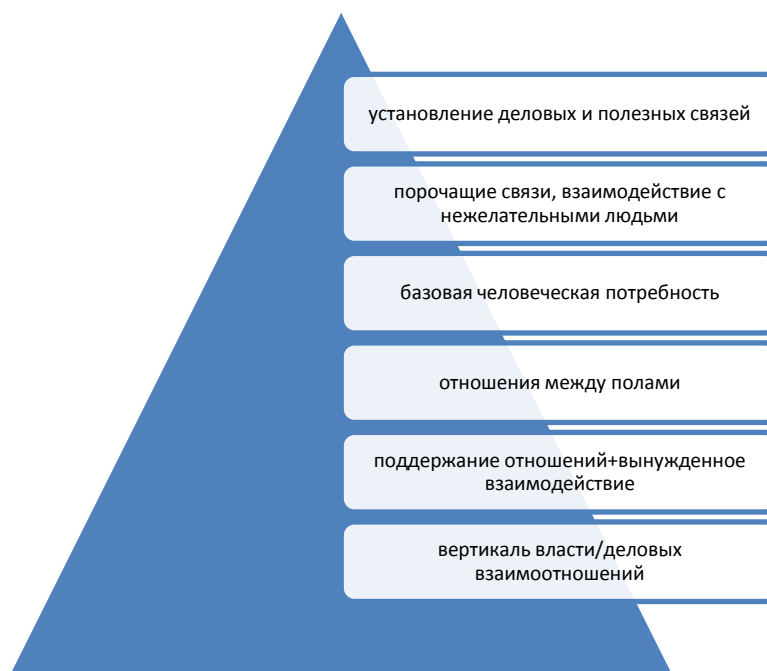 установление деловых и полезных связей
порочащие связи, взаимодействие с
нежелательными людьми
базовая человеческая потребность
отношения между полами
поддержание отношений+вынужденное
взаимодействие
вертикаль власти/деловых
взаимоотношений